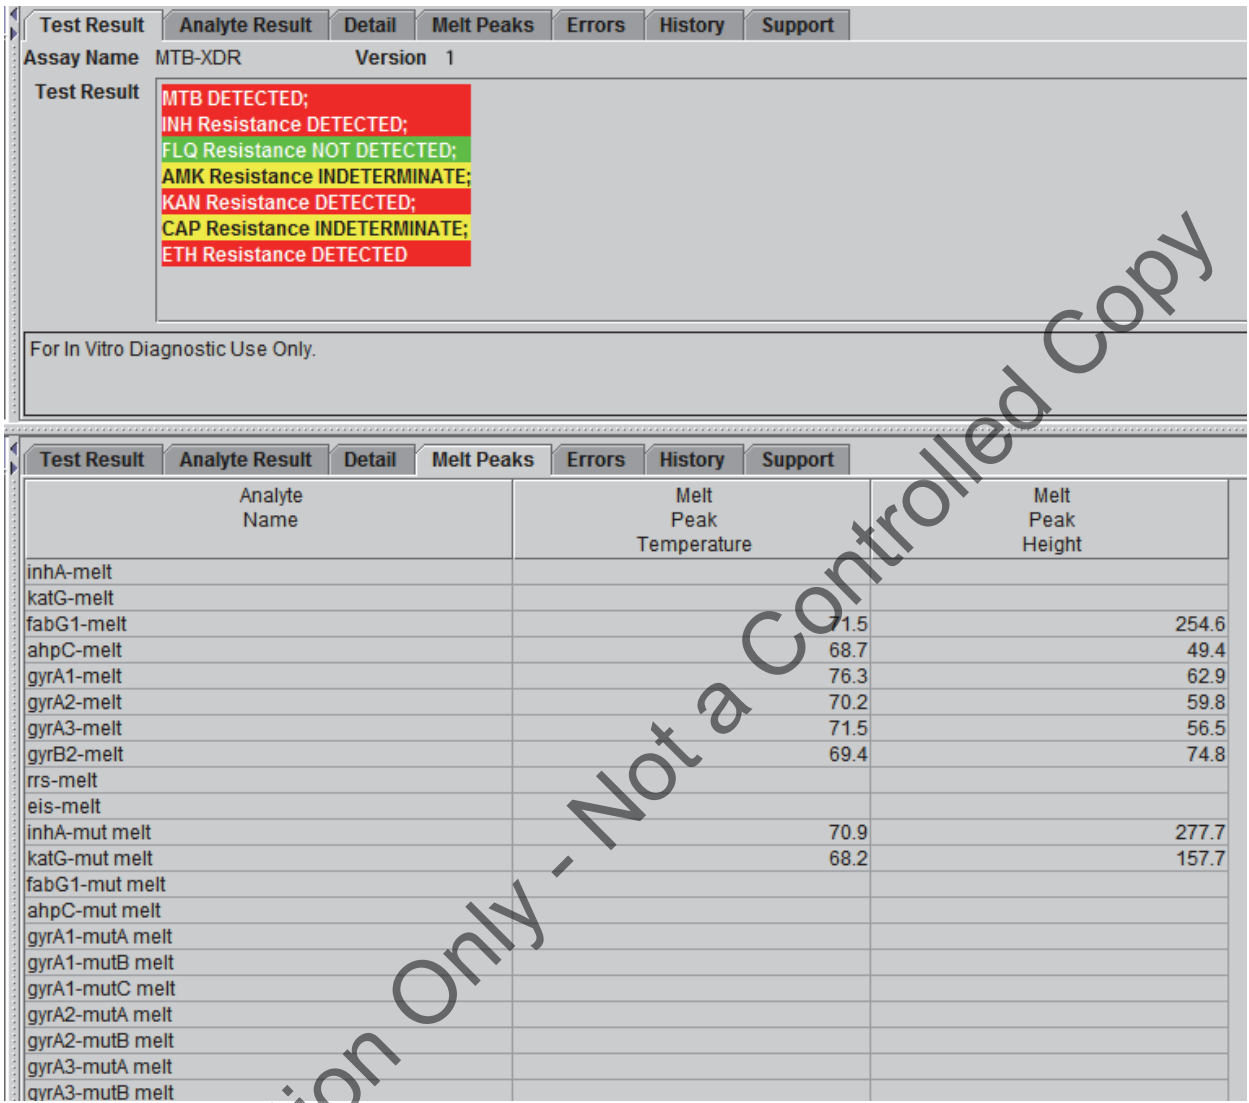 Test Result Analyte Result Detail Melt Peaks Errors History Support
Assay Name MTB-XDR Version 1
Test Result
MTB DETECTED;
INH Resistance DETECTED;
FLQ Resistance NOT DETECTED;
AMK Resistance INDETERMINATE;
KAN Resistance DETECTED;
CAP Resistance INDETERMINATE;
ETH Resistance DETECTED
For In Vitro Diagnostic Use Only.
Test Result Analyte Result Detail Melt Peaks Errors History Support
Analyte Name Melt Peak Temperature Melt Peak Height
inhA-melt
katG-melt
fabG1-melt 71.5 254.6
ahpC-melt 68.7 49.4
gyrA1-melt 76.3 62.9
gyrA2-melt 70.2 59.8
gyrA3-melt 71.5 56.5
gyrB2-melt 69.4 74.8
rrs-melt
eis-melt
inhA-mut melt 70.9 277.7
katG-mut melt 68.2 157.7
fabG1-mut melt
ahpC-mut melt
gyrA1-mutA melt
gyrA1-mutB melt
gyrA1-mutC melt
gyrA2-mutA melt
gyrA2-mutB melt
gyrA3-mutA melt
gyrA3-mutB melt
Only - Not a Controlled Copy